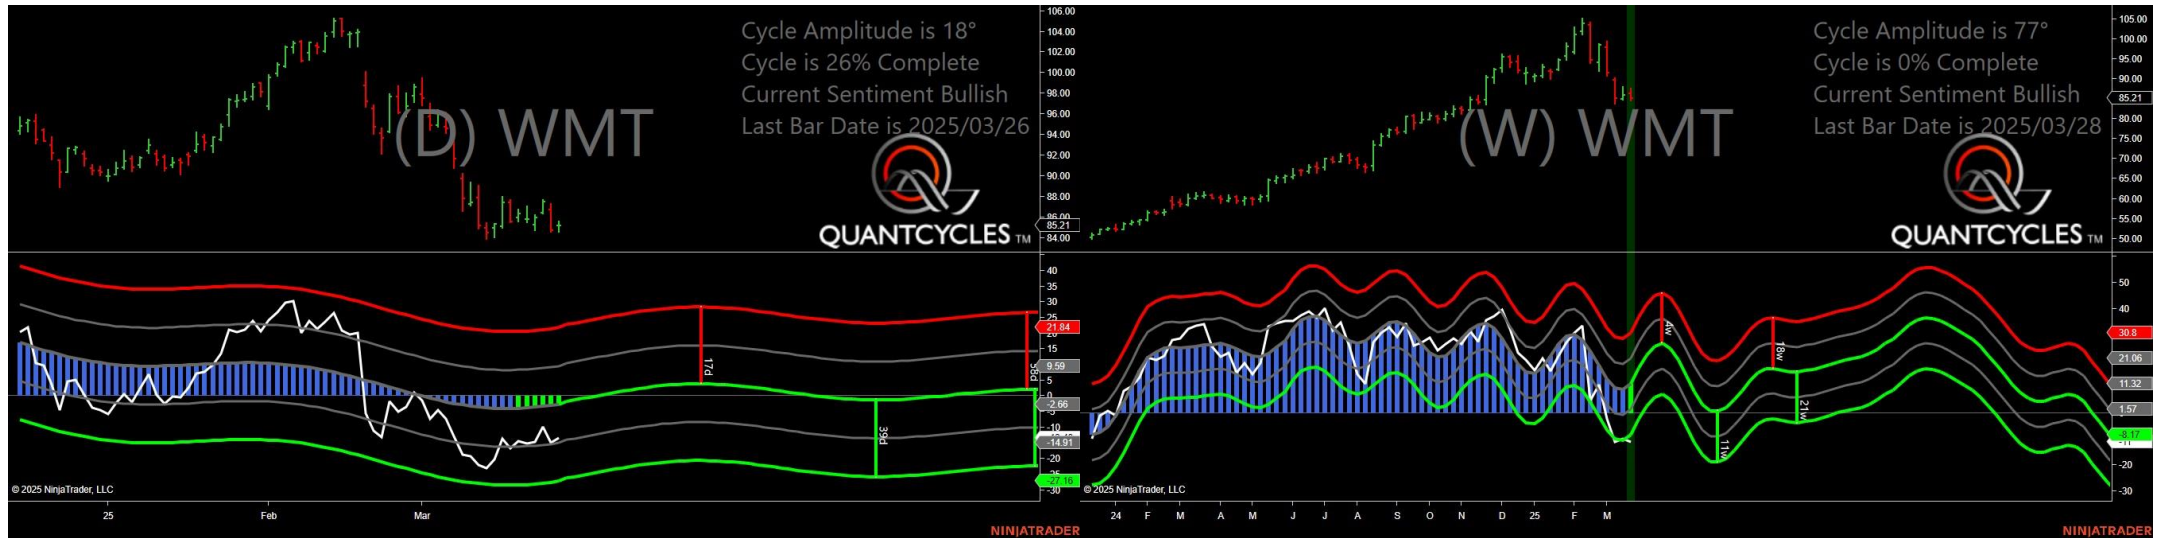 Cycle Amplitude is 18°
Cycle is 26% Complete
Current Sentiment Bullish
Last Bar Date is 2025/03/26
(D) WMT
QUANTCYCLES TM
106.00
104.00
102.00
100.00
98.00
96.00
94.00
92.00
90.00
88.00
86.00
85.21
84.00
40
35
30
25
21.84
15
9.59
5
0
-2.66
-10
-14.91
-20
-27.16
-30
17d
39d
58d
© 2025 NinjaTrader, LLC
25 Feb Mar
NINJATRADER
Cycle Amplitude is 77°
Cycle is 0% Complete
Current Sentiment Bullish
Last Bar Date is 2025/03/28
(W) WMT
QUANTCYCLES TM
105.00
100.00
95.00
90.00
85.21
80.00
75.00
70.00
65.00
60.00
55.00
50.00
50
40
30.8
21.06
11.32
1.57
-8.17
-11
-20
-30
4w
11w
18w
21w
© 2025 NinjaTrader, LLC
24 F M A M J J A S O N D 25 F M
NINJATRADER